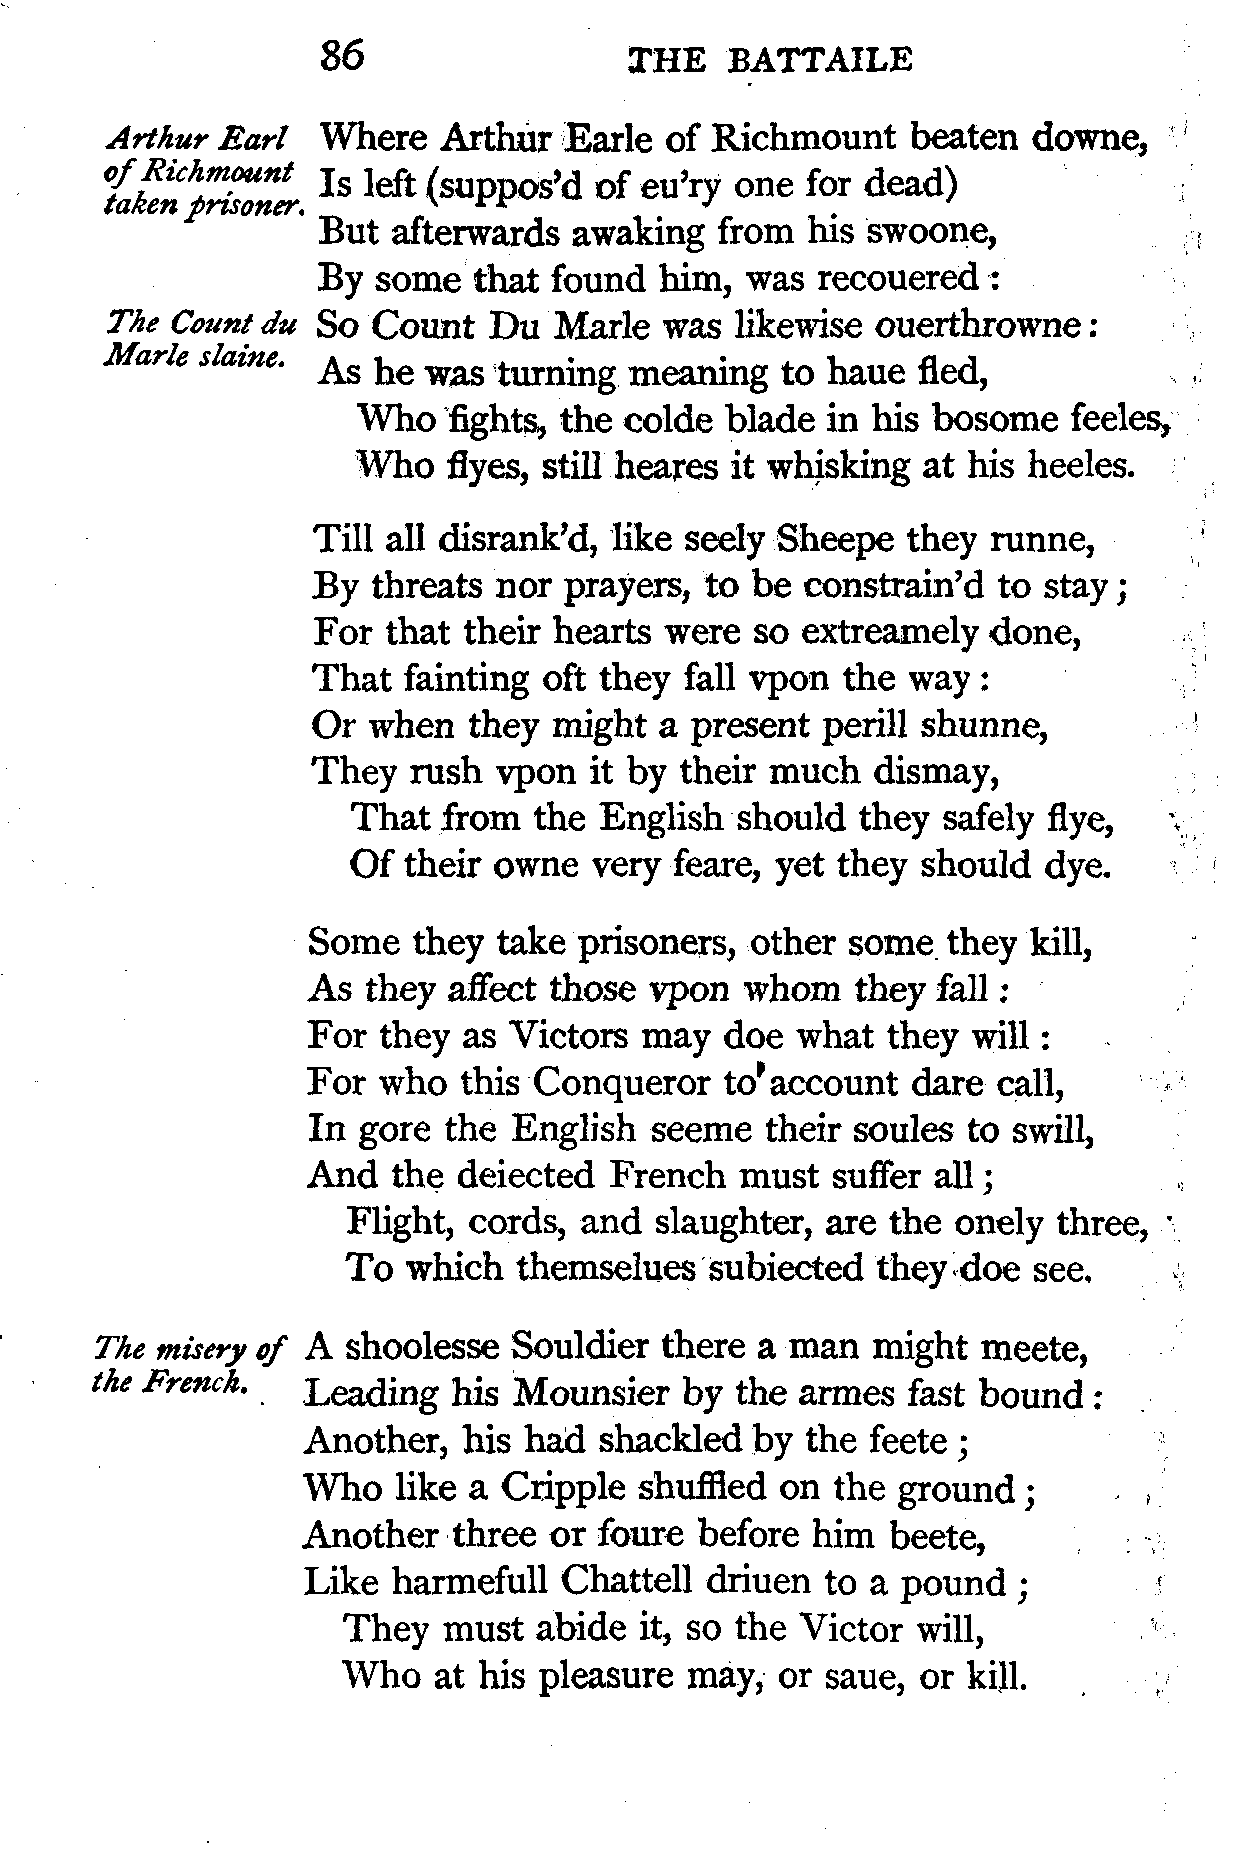 86 THE BATTAILE
Arthur Earl
of Richmount
taken prisoner.
Where Arthur Earle of Richmount beaten downe,
Is left (suppos'd of eu'ry one for dead)
But afterwards awaking from his swoone,
By some that found him, was recouered :
The Count du
Marle slaine.
So Count Du Marle was likewise ouerthrowne :
As he was turning meaning to haue fled,
Who fights, the colde blade in his bosome feeles,
Who flyes, still heares it whisking at his heeles.
Till all disrank'd, like seely Sheepe they runne,
By threats nor prayers, to be constrain'd to stay ;
For that their hearts were so extreamely done,
That fainting oft they fall vpon the way :
Or when they might a present perill shunne,
They rush vpon it by their much dismay,
That from the English should they safely flye,
Of their owne very feare, yet they should dye.
Some they take prisoners, other some they kill,
As they affect those vpon whom they fall :
For they as Victors may doe what they will :
For who this Conqueror to'account dare call,
In gore the English seeme their soules to swill,
And the deiected French must suffer all ;
Flight, cords, and slaughter, are the onely three,
To which themselues subiected they doe see.
The misery of
the French.
A shoolesse Souldier there a man might meete,
Leading his Mounsier by the armes fast bound :
Another, his had shackled by the feete ;
Who like a Cripple shuffled on the ground ;
Another three or foure before him beete,
Like harmefull Chattell driuen to a pound ;
They must abide it, so the Victor will,
Who at his pleasure may, or saue, or kill.